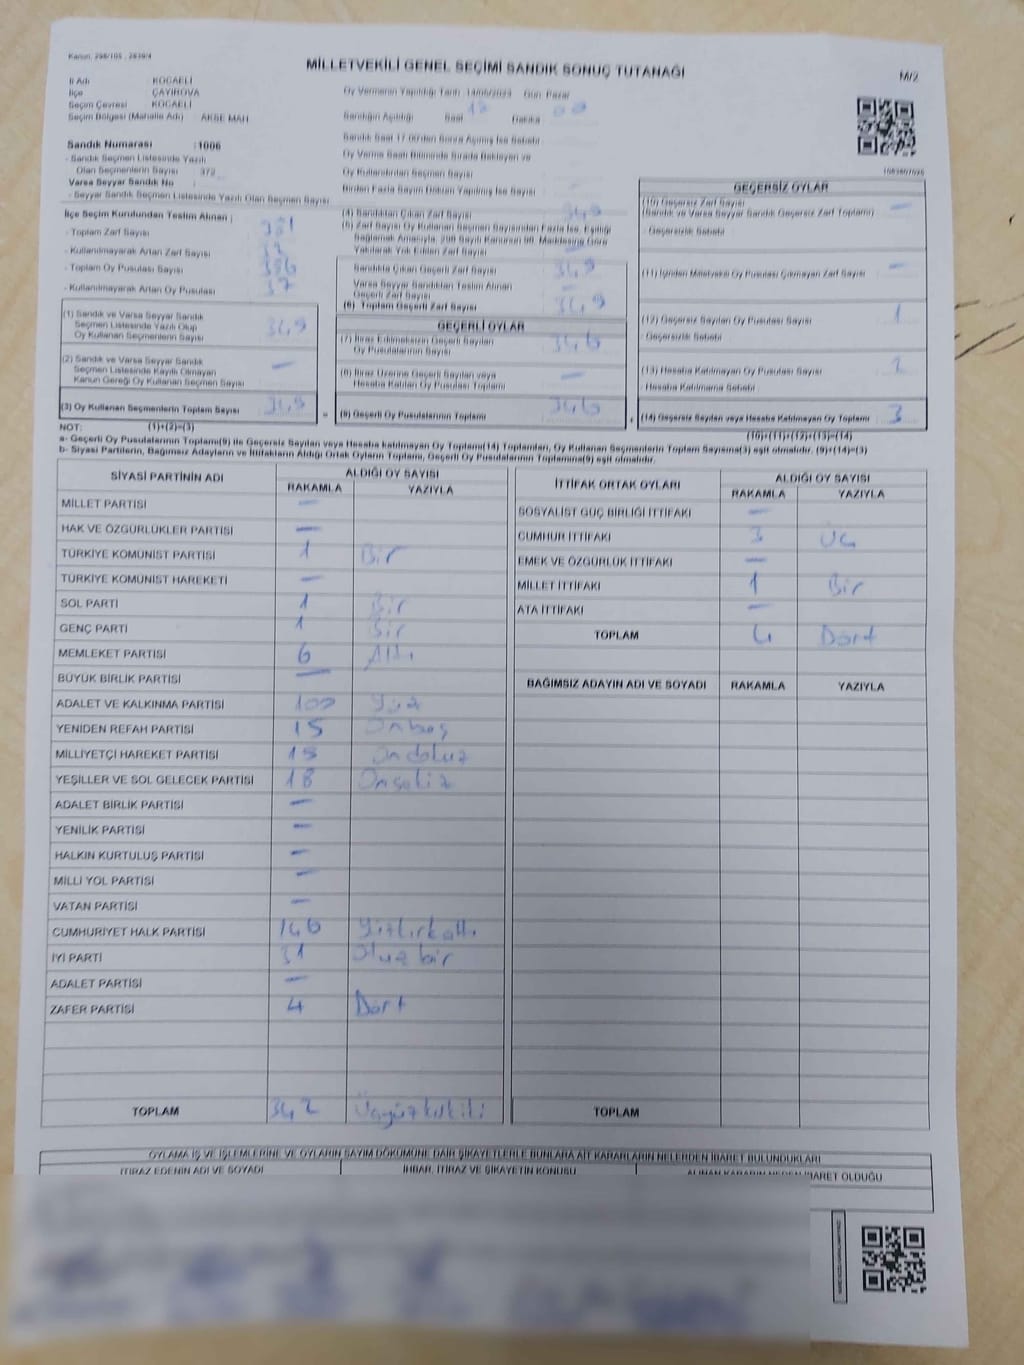 Kanun: 298/105 , 2839/4
MİLLETVEKİLİ GENEL SEÇİMİ SANDIK SONUÇ TUTANAĞI
M/2
İl Adı : KOCAELİ
İlçe : ÇAYIROVA
Seçim Çevresi : KOCAELİ
Seçim Bölgesi (Mahalle Adı) : AKSE MAH.
Oy Vermenin Yapıldığı Tarih : 14/05/2023 Gün: Pazar
Sandığın Açıldığı Saat Dakika
Sandık Saat 17.00'den Sonra Açılmış İse Sebebi
Oy Verme Saati Bitiminde Sırada Bekleyen ve
Oy Kullandırılan Seçmen Sayısı
Birden Fazla Sayım Döküm Yapılmış İse Sayısı
Sandık Numarası : 1006
- Sandık Seçmen Listesinde Yazılı
Olan Seçmenlerin Sayısı 372
Varsa Seyyar Sandık No
- Seyyar Sandık Seçmen Listesinde Yazılı Olan Seçmen Sayısı
İlçe Seçim Kurulundan Teslim Alınan ;
- Toplam Zarf Sayısı
- Kullanılmayarak Artan Zarf Sayısı
- Toplam Oy Pusulası Sayısı 386
- Kullanılmayarak Artan Oy Pusulası 37
(1) Sandık ve Varsa Seyyar Sandık
Seçmen Listesinde Yazılı Olup
Oy Kullanan Seçmenlerin Sayısı 349
(2) Sandık ve Varsa Seyyar Sandık
Seçmen Listesinde Kayıtlı Olmayan
Kanun Gereği Oy Kullanan Seçmen Sayısı —
(3) Oy Kullanan Seçmenlerin Toplam Sayısı 349
(4) Sandıktan Çıkan Zarf Sayısı 349
(5) Zarf Sayısı Oy Kullanan Seçmen Sayısından Fazla İse, Eşitliği
Sağlamak Amacıyla, 298 Sayılı Kanunun 98. Maddesine Göre
Yakılarak Yok Edilen Zarf Sayısı —
Sandıkta Çıkan Geçerli Zarf Sayısı 349
Varsa Seyyar Sandıktan Teslim Alınan
Geçerli Zarf Sayısı —
(6) Toplam Geçerli Zarf Sayısı 349
GEÇERLİ OYLAR
(7) İtiraz Edilmeksizin Geçerli Sayılan
Oy Pusulalarının Sayısı 346
(8) İtiraz Üzerine Geçerli Sayılan veya
Hesaba Katılan Oy Pusulası Toplamı —
(9) Geçerli Oy Pusulalarının Toplamı 346
GEÇERSİZ OYLAR
(10) Geçersiz Zarf Sayısı
(Sandık ve Varsa Seyyar Sandık Geçersiz Zarf Toplamı) —
- Geçersizlik Sebebi
(11) İçinden Milletvekili Oy Pusulası Çıkmayan Zarf Sayısı —
(12) Geçersiz Sayılan Oy Pusulası Sayısı 1
- Geçersizlik Sebebi
(13) Hesaba Katılmayan Oy Pusulası Sayısı 2
- Hesaba Katılmama Sebebi
(14) Geçersiz Sayılan veya Hesaba Katılmayan Oy Toplamı 3
NOT: (1)+(2)=(3) (10)+(11)+(12)+(13)=(14)
a- Geçerli Oy Pusulalarının Toplamı(9) ile Geçersiz Sayılan veya Hesaba katılmayan Oy Toplamı(14) Toplamları, Oy Kullanan Seçmenlerin Toplam Sayısına(3) eşit olmalıdır. (9)+(14)=(3)
b- Siyasi Partilerin, Bağımsız Adayların ve İttifakların Aldığı Ortak Oyların Toplamı, Geçerli Oy Pusulalarının Toplamına(9) eşit olmalıdır.
SİYASİ PARTİNİN ADI ALDIĞI OY SAYISI
RAKAMLA YAZIYLA
MİLLET PARTİSİ —
HAK VE ÖZGÜRLÜKLER PARTİSİ —
TÜRKİYE KOMÜNİST PARTİSİ 1 Bir
TÜRKİYE KOMÜNİST HAREKETİ —
SOL PARTİ 1 Bir
GENÇ PARTİ 1 Bir
MEMLEKET PARTİSİ 6 Altı
BÜYÜK BİRLİK PARTİSİ —
ADALET VE KALKINMA PARTİSİ 100 Yüz
YENİDEN REFAH PARTİSİ 15 Onbeş
MİLLİYETÇİ HAREKET PARTİSİ 19 Ondokuz
YEŞİLLER VE SOL GELECEK PARTİSİ 18 Onsekiz
ADALET BİRLİK PARTİSİ —
YENİLİK PARTİSİ —
HALKIN KURTULUŞ PARTİSİ —
MİLLİ YOL PARTİSİ —
VATAN PARTİSİ —
CUMHURİYET HALK PARTİSİ 146 Yüzkırkaltı
İYİ PARTİ 31 Otuzbir
ADALET PARTİSİ —
ZAFER PARTİSİ 4 Dört
TOPLAM 342 Üçyüzkırkiki
İTTİFAK ORTAK OYLARI ALDIĞI OY SAYISI
RAKAMLA YAZIYLA
SOSYALİST GÜÇ BİRLİĞİ İTTİFAKI —
CUMHUR İTTİFAKI 3 Üç
EMEK VE ÖZGÜRLÜK İTTİFAKI —
MİLLET İTTİFAKI 1 Bir
ATA İTTİFAKI —
TOPLAM 4 Dört
BAĞIMSIZ ADAYIN ADI VE SOYADI RAKAMLA YAZIYLA
TOPLAM
OYLAMA İŞ VE İŞLEMLERİNE VE OYLARIN SAYIM DÖKÜMÜNE DAİR ŞİKAYETLERLE BUNLARA AİT KARARLARIN NELERDEN İBARET BULUNDUKLARI
İTİRAZ EDENİN ADI VE SOYADI İHBAR, İTİRAZ VE ŞİKAYETİN KONUSU ALINAN KARARIN NEDEN İBARET OLDUĞU